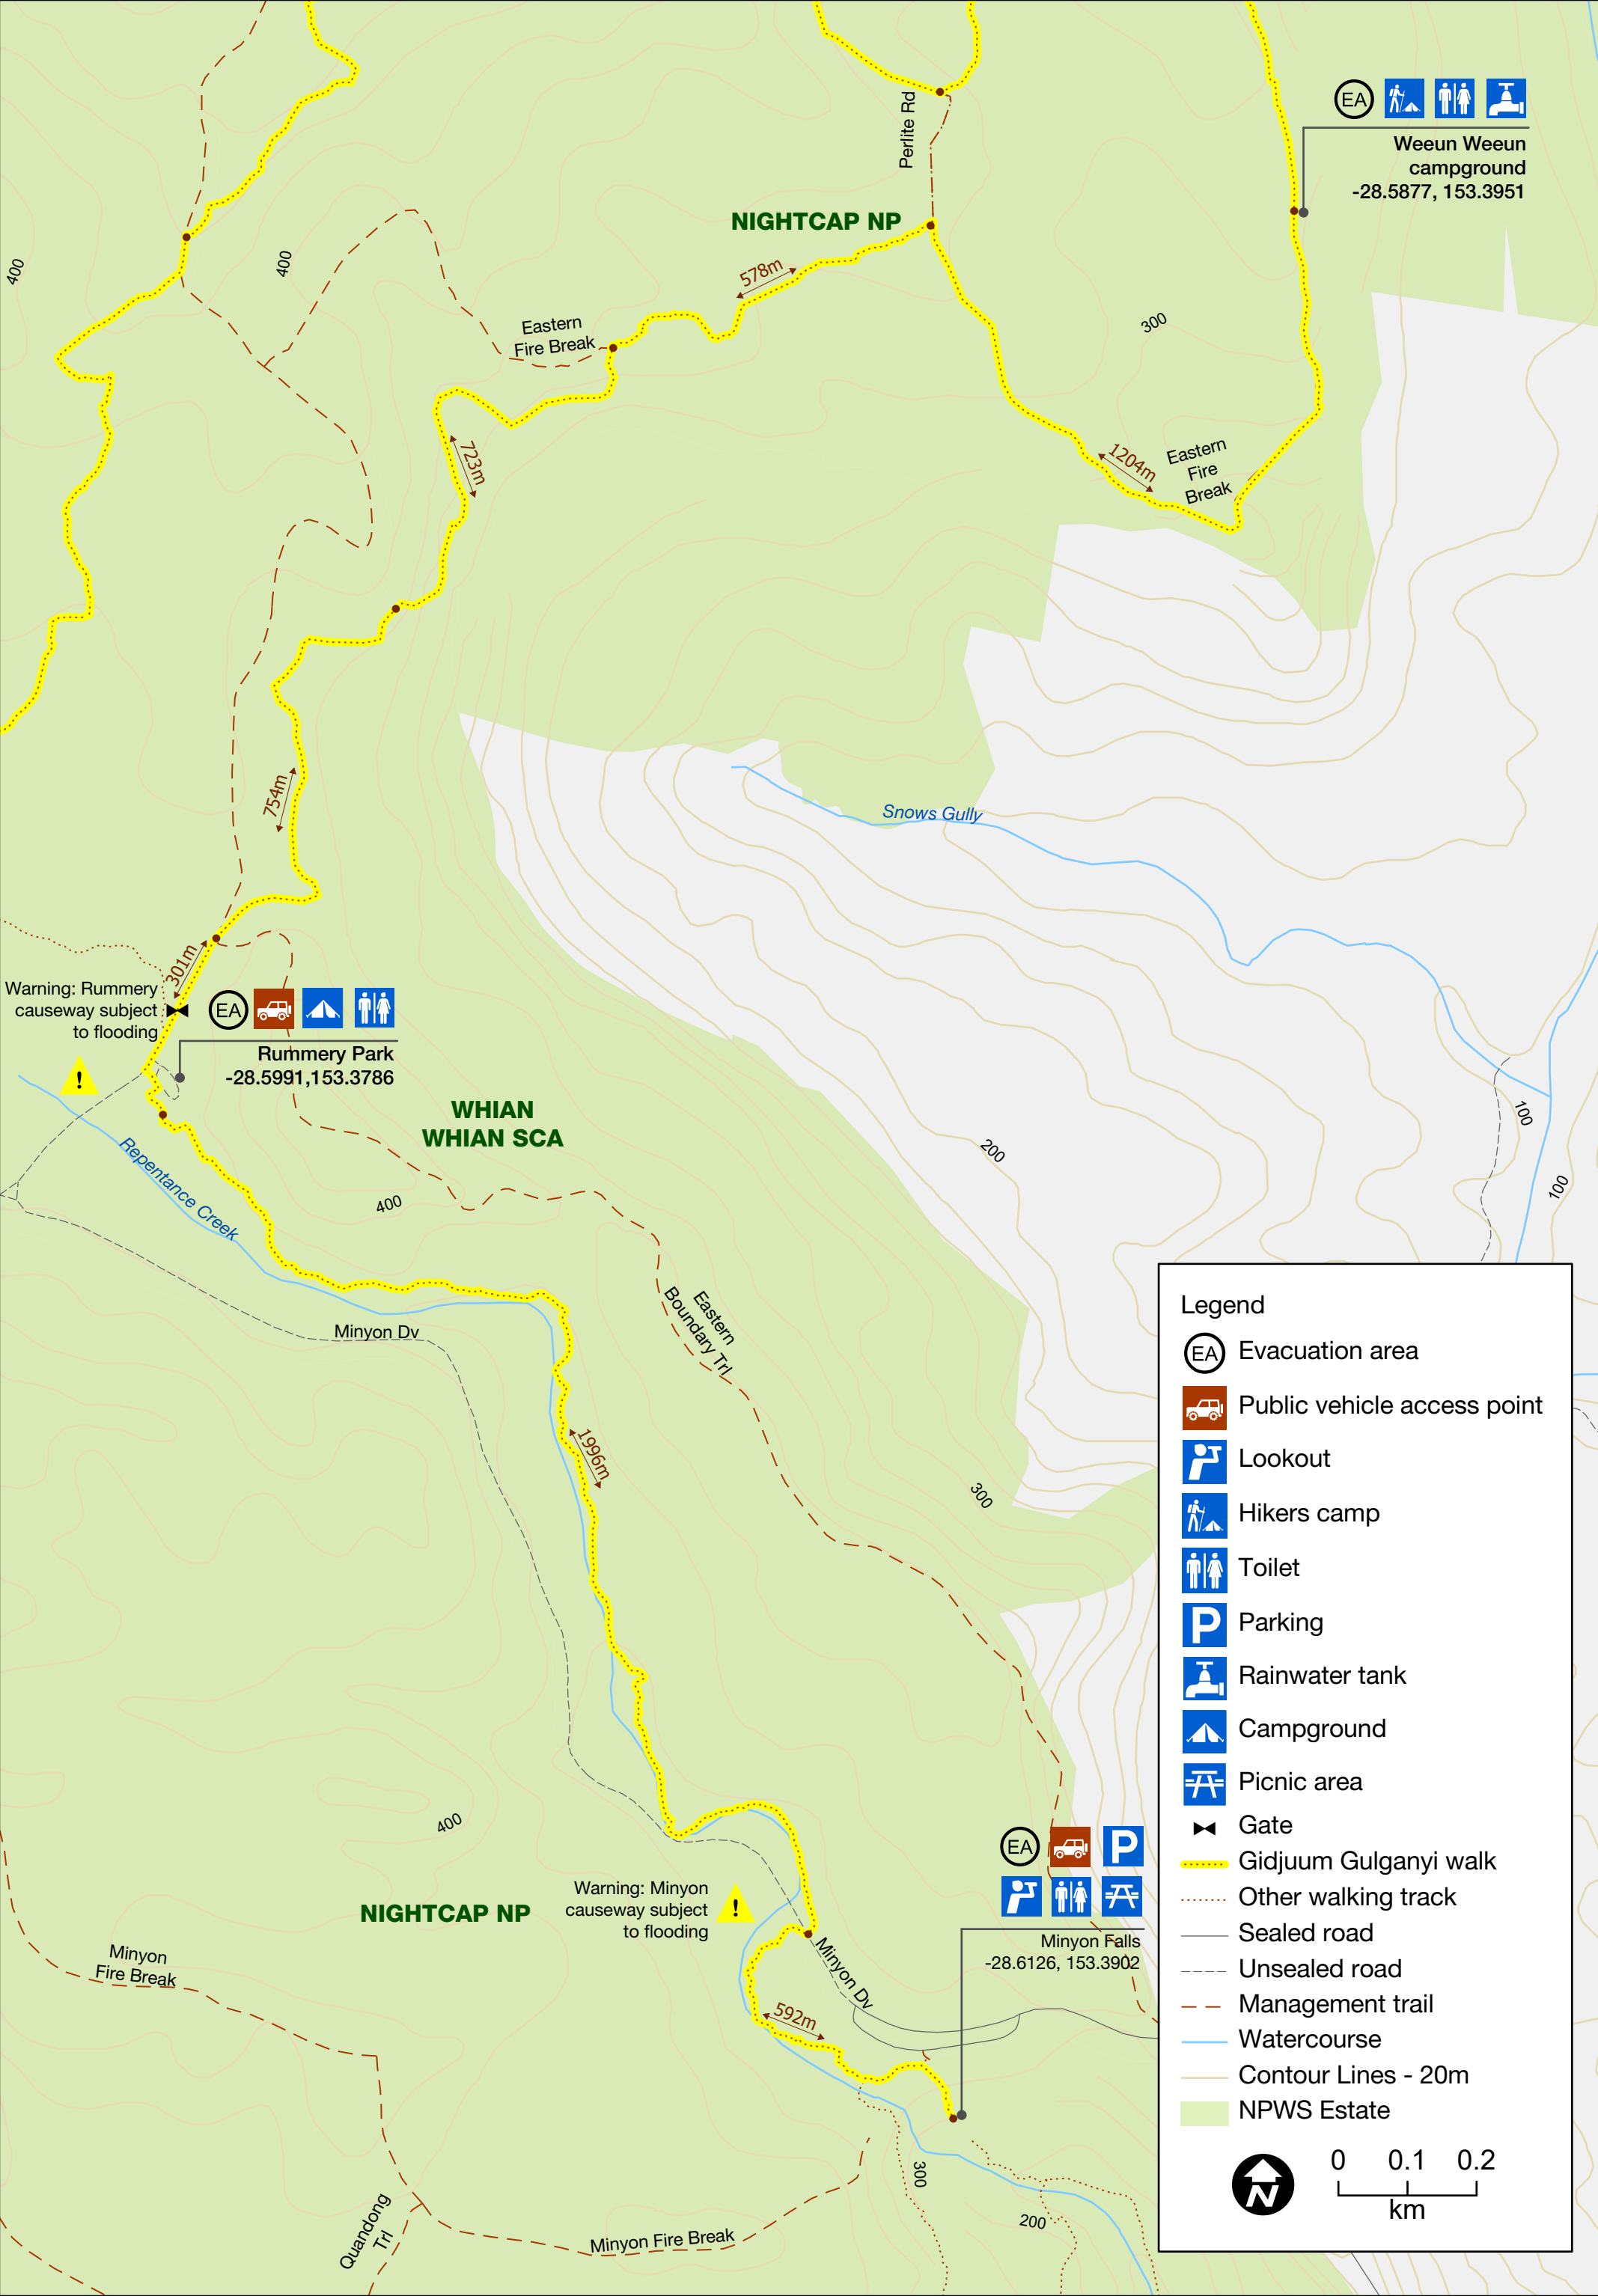 EA
Weeun Weeun
campground
-28.5877, 153.3951
Perlite Rd
NIGHTCAP NP
400
400
578m
Eastern
Fire Break
300
723m
1204m
Eastern
Fire
Break
754m
Snows Gully
301m
Warning: Rummery
causeway subject
to flooding
!
EA
Rummery Park
-28.5991,153.3786
WHIAN
WHIAN SCA
Repentance Creek
400
200
100
100
Minyon Dv
Eastern
Boundary Trl
1996m
300
400
NIGHTCAP NP
Warning: Minyon
causeway subject
to flooding
!
EA
P
Minyon Falls
-28.6126, 153.3902
Minyon Dv
592m
Minyon
Fire Break
Quandong
Trl
Minyon Fire Break
300
200
Legend
EA Evacuation area
Public vehicle access point
Lookout
Hikers camp
Toilet
P Parking
Rainwater tank
Campground
Picnic area
Gate
Gidjuum Gulganyi walk
Other walking track
Sealed road
Unsealed road
Management trail
Watercourse
Contour Lines - 20m
NPWS Estate
N
0 0.1 0.2
km